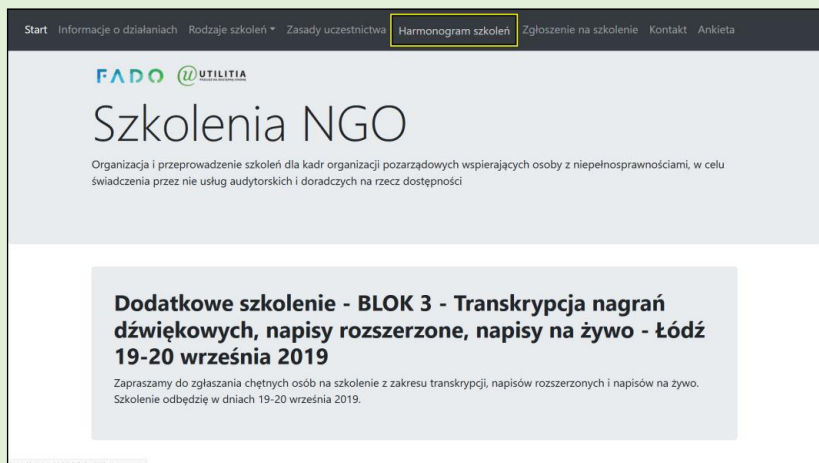 Start Informacje o działaniach Rodzaje szkoleń Zasady uczestnictwa Harmonogram szkoleń Zgłoszenie na szkolenie Kontakt Ankieta
FADO UTILITIA
Szkolenia NGO
Organizacja i przeprowadzenie szkoleń dla kadr organizacji pozarządowych wspierających osoby z niepełnosprawnościami, w celu
świadczenia przez nie usług audytorskich i doradczych na rzecz dostępności
Dodatkowe szkolenie - BLOK 3 - Transkrypcja nagrań
dźwiękowych, napisy rozszerzone, napisy na żywo - Łódź
19-20 września 2019
Zapraszamy do zgłaszania chętnych osób na szkolenie z zakresu transkrypcji, napisów rozszerzonych i napisów na żywo.
Szkolenie odbędzię w dniach 19-20 września 2019.